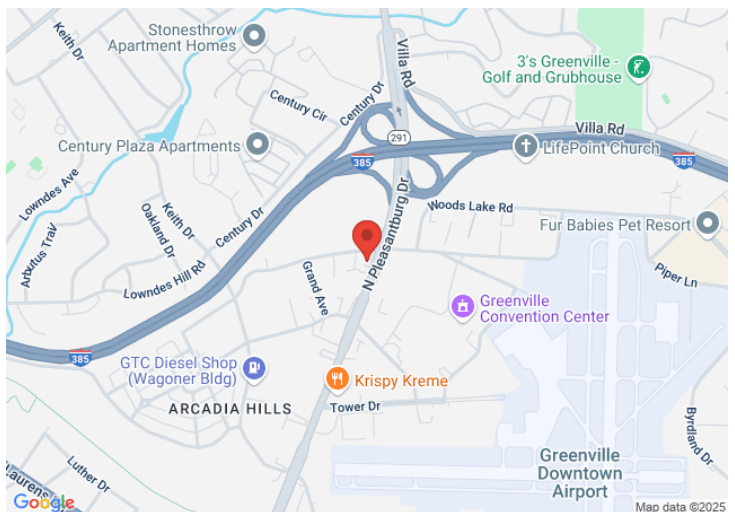 Stonesthrow
Apartment Homes
Keith Dr
Villa Rd
3's Greenville -
Golf and Grubhouse
Century Cir
Century Dr
291
Villa Rd
Century Plaza Apartments
385
LifePoint Church
385
Lowndes Ave
Keith Dr
Oakland Dr
Century Dr
N Pleasantburg Dr
Woods Lake Rd
Fur Babies Pet Resort
Arbutus Trail
Lowndes Hill Rd
Grand Ave
Piper Ln
Greenville
Convention Center
385
GTC Diesel Shop
(Wagoner Bldg)
Krispy Kreme
ARCADIA HILLS
Tower Dr
Byrdland Dr
Luther Dr
Laurens
Greenville
Downtown
Airport
Google
Map data ©2025